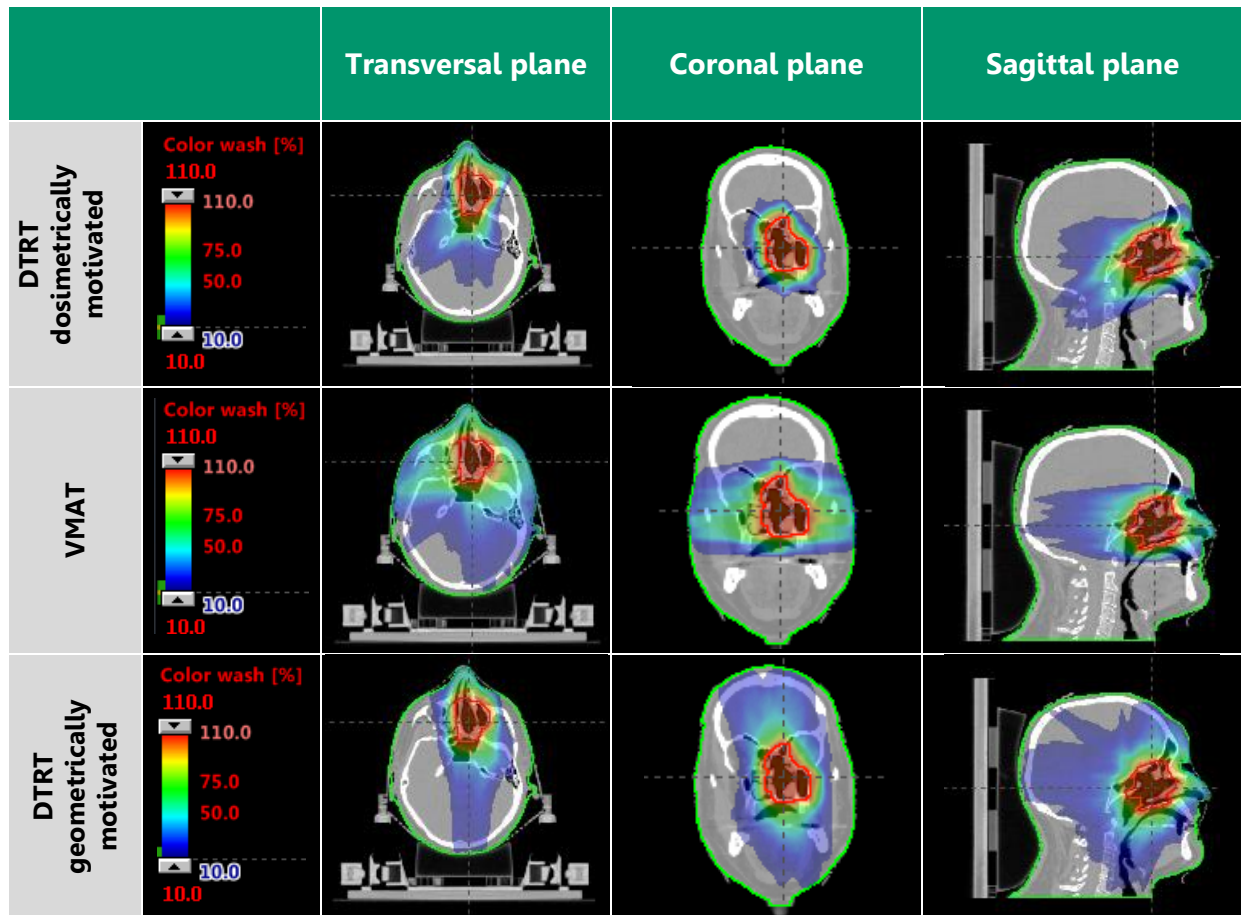 Transversal plane
Coronal plane
Sagittal plane
DTRT
dosimetrically
motivated
Color wash [%]
110.0
110.0
75.0
50.0
10.0
10.0
VMAT
Color wash [%]
110.0
110.0
75.0
50.0
10.0
10.0
DTRT
geometrically
motivated
Color wash [%]
110.0
110.0
75.0
50.0
10.0
10.0